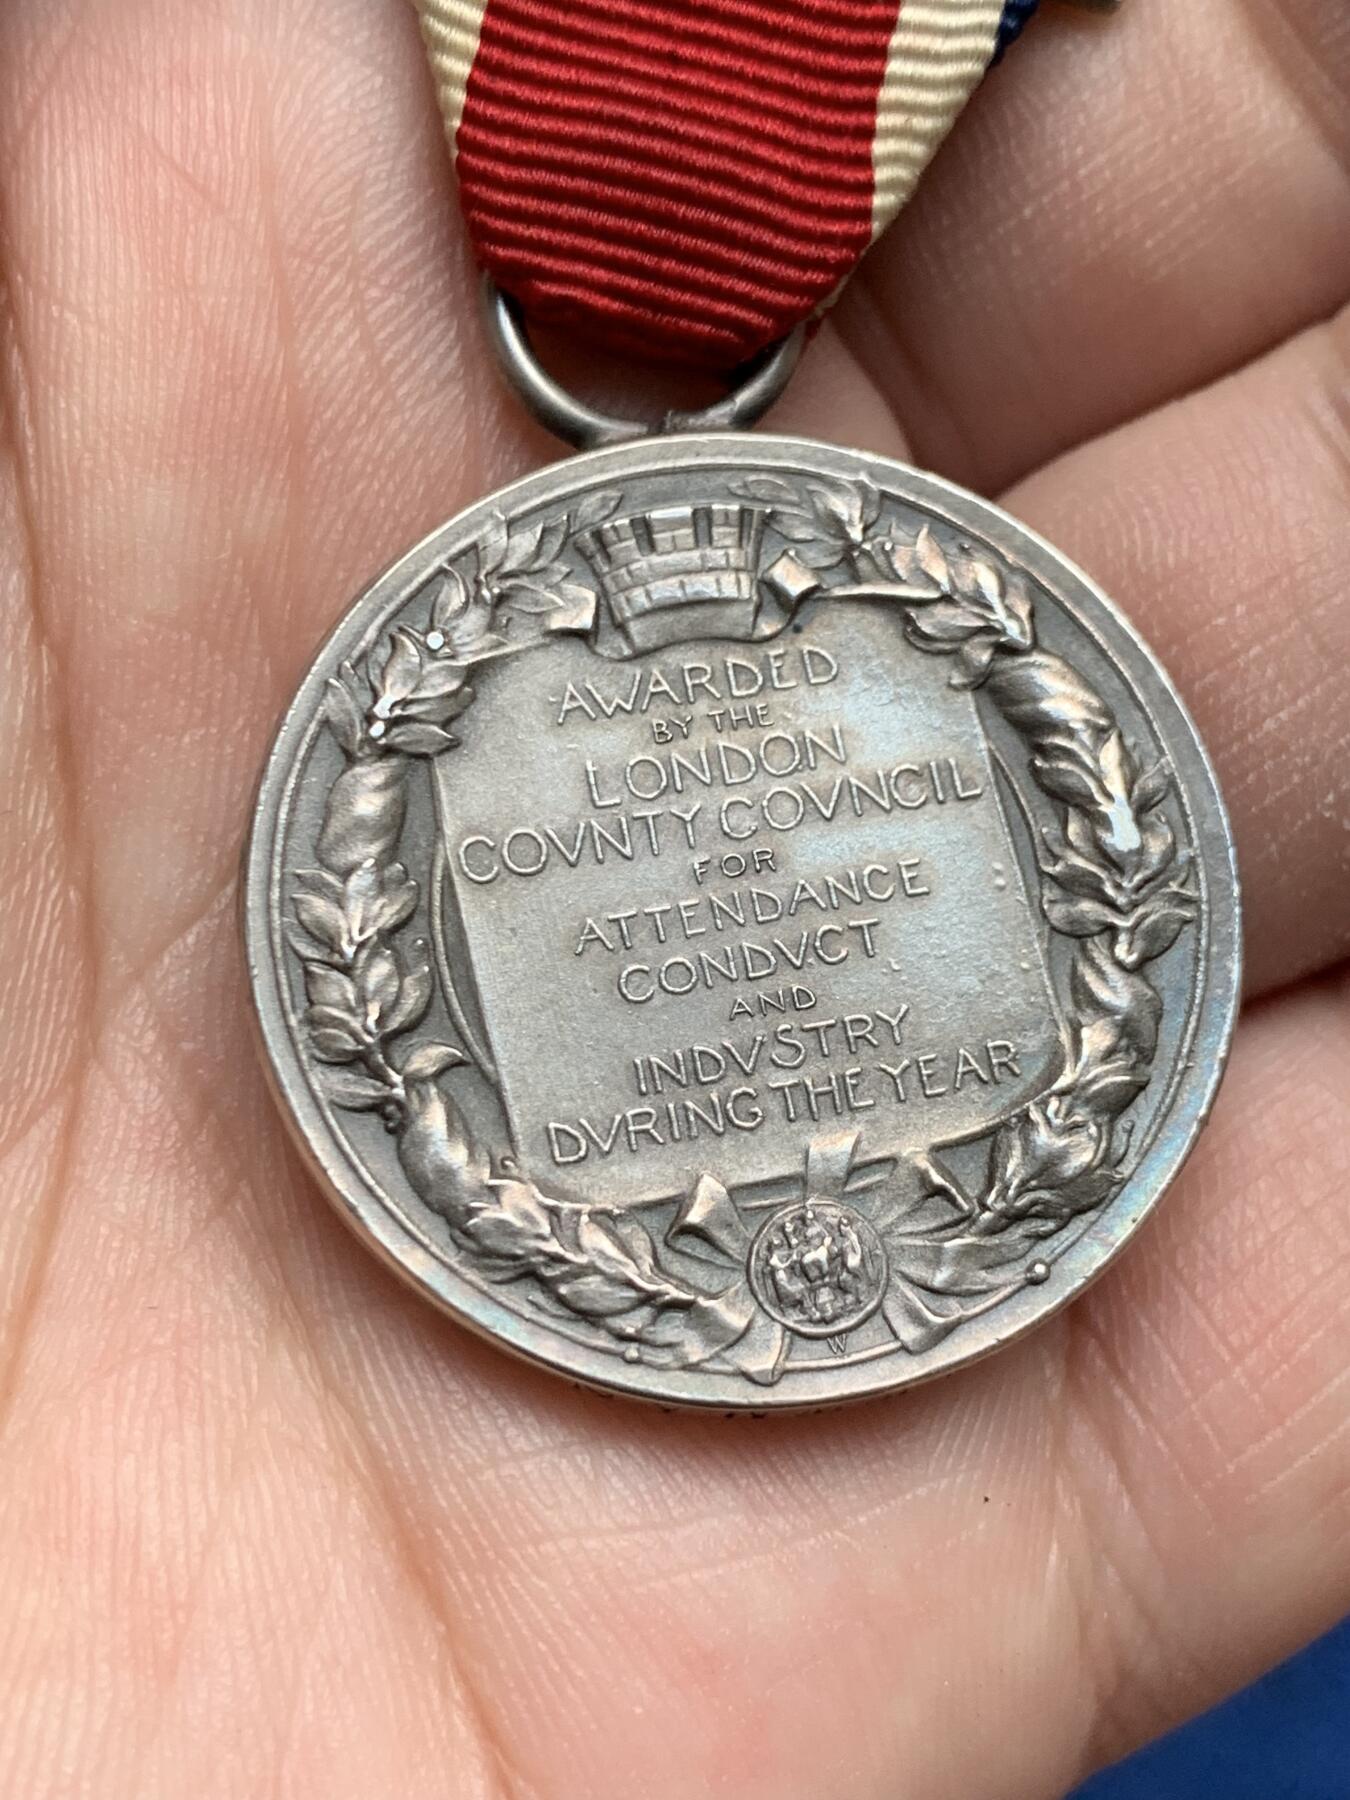 AWARDED
BY THE
LONDON
COVNTY COVNCIL
FOR
ATTENDANCE
CONDVCT
AND
INDVSTRY
DVRING THE YEAR
W